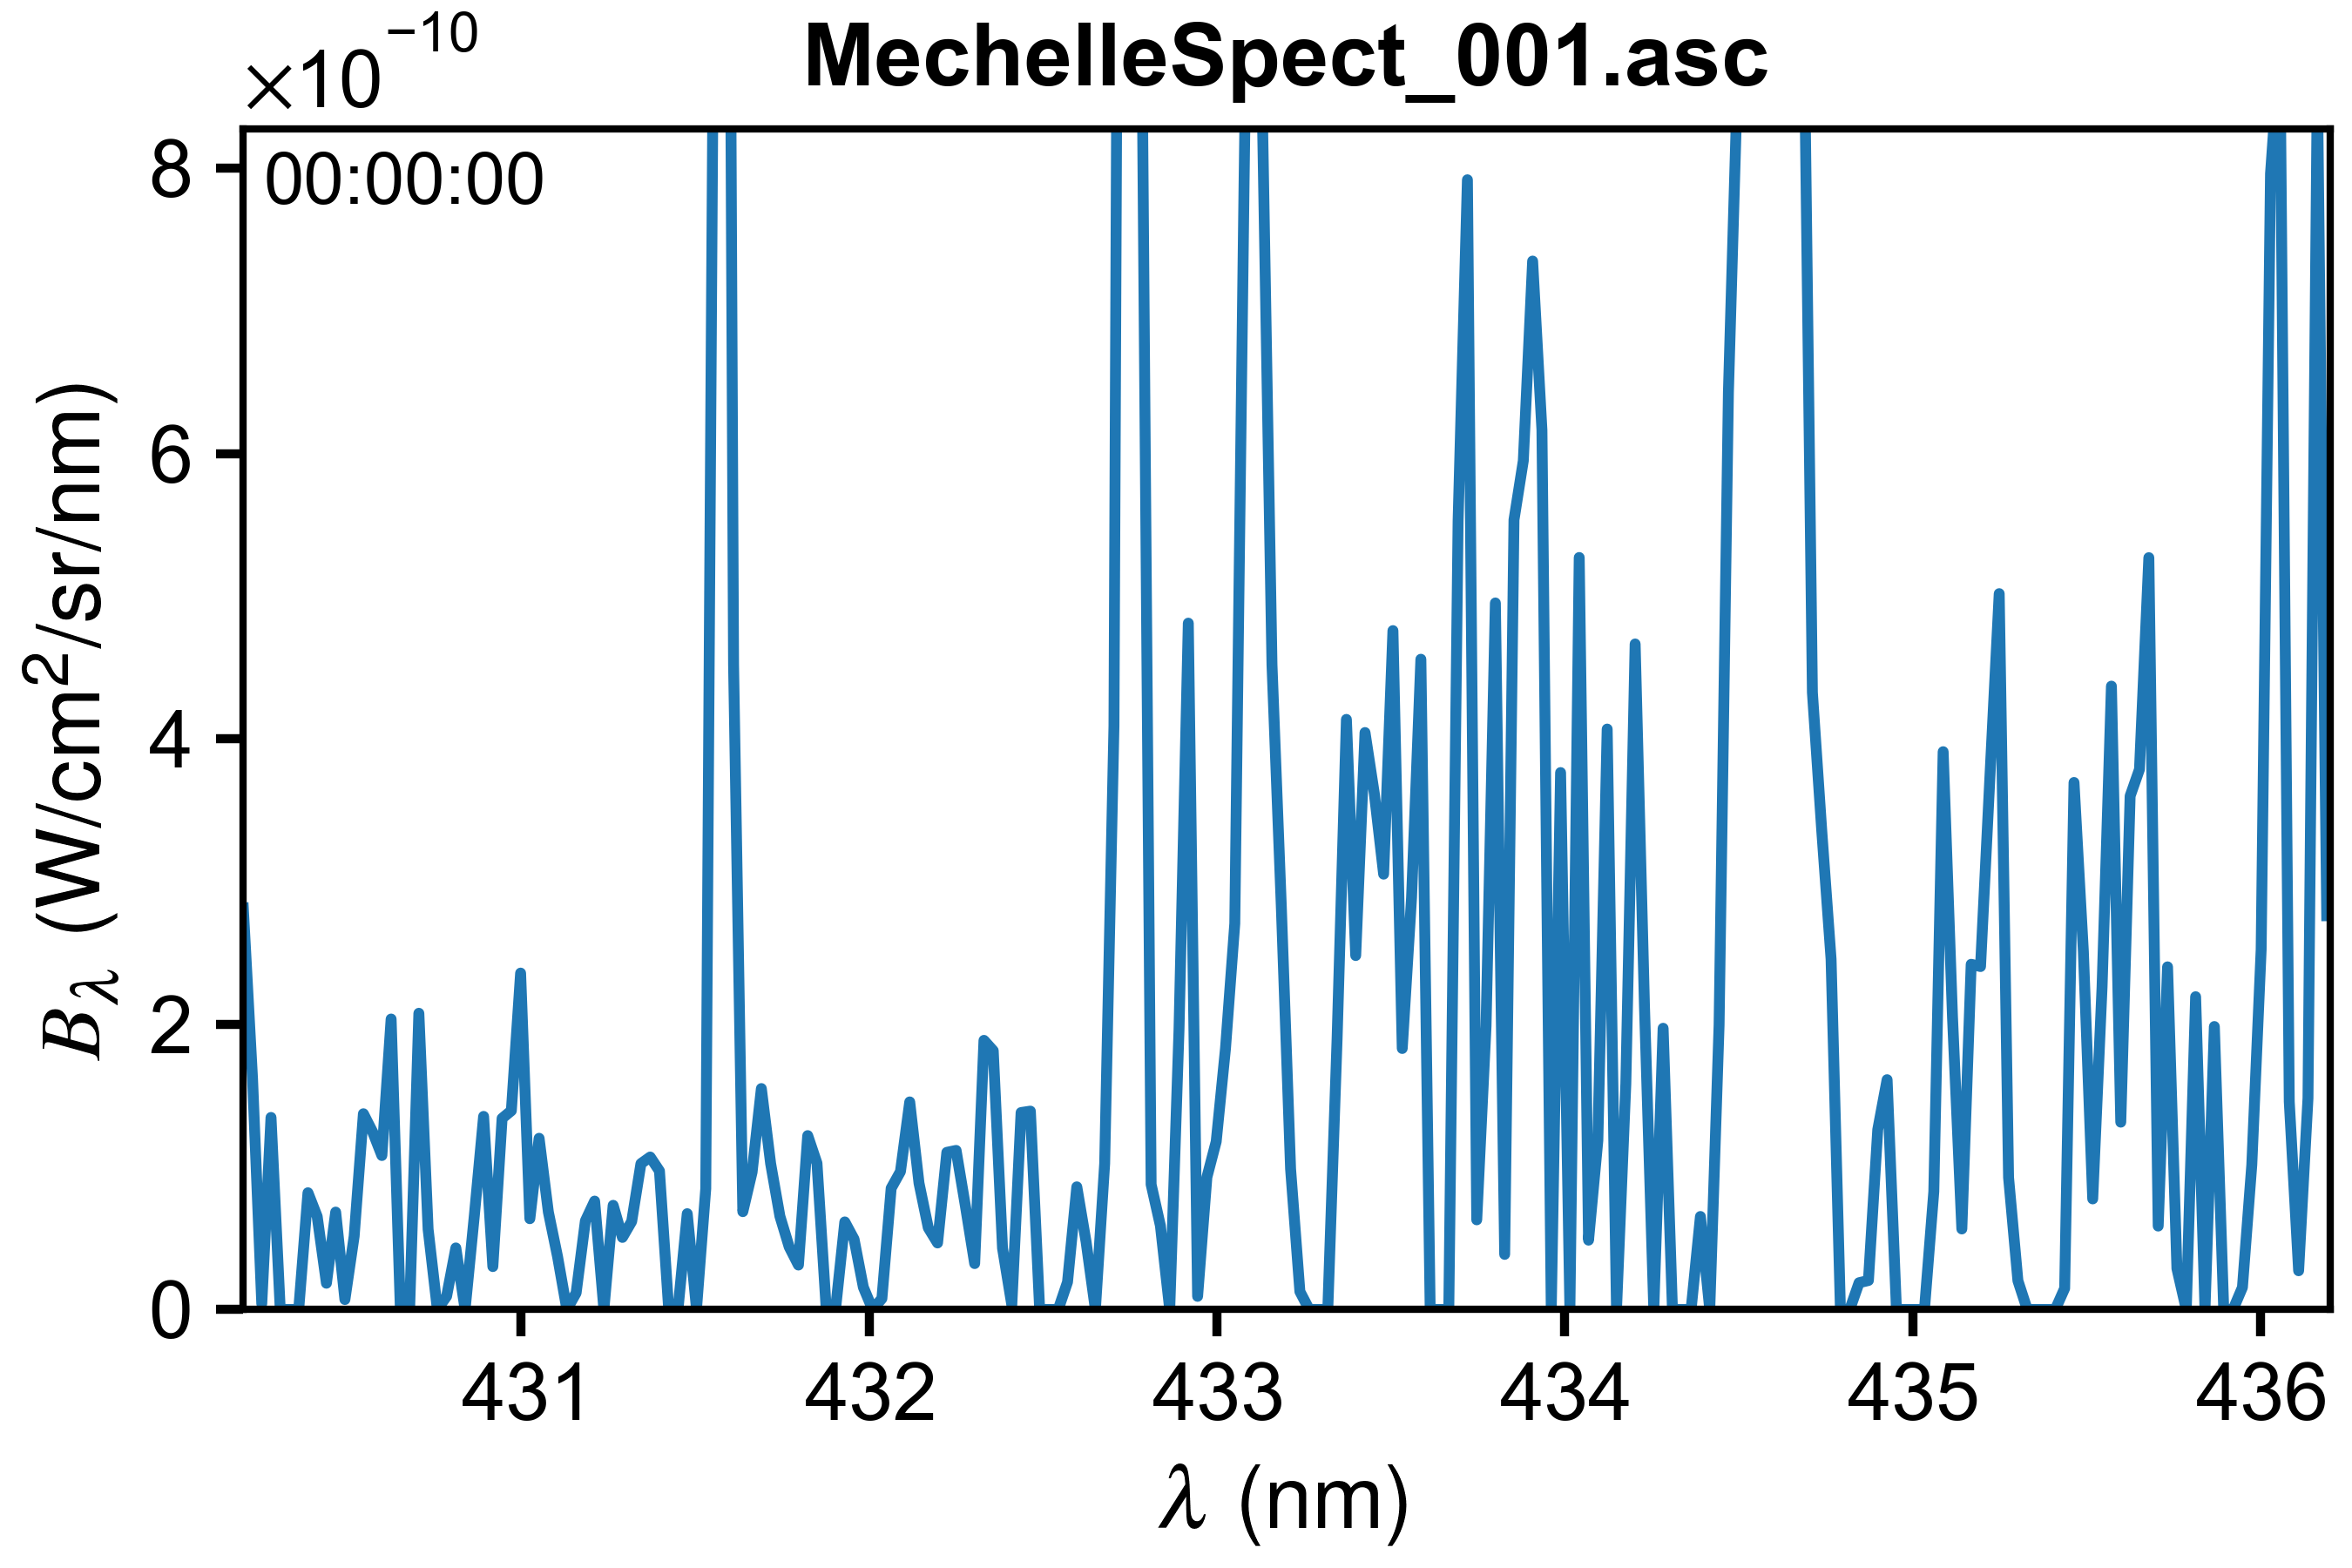 ×10⁻¹⁰
MechelleSpect_001.asc
00:00:00
8
6
4
2
0
B_λ (W/cm²/sr/nm)
431 432 433 434 435 436
λ (nm)